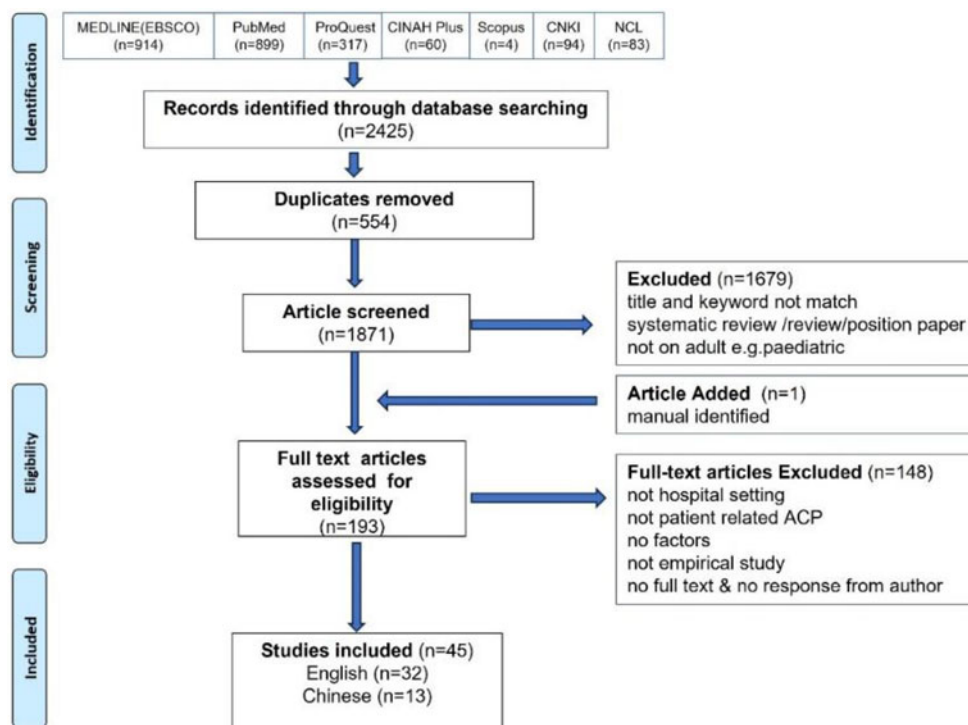 MEDLINE(EBSCO) PubMed ProQuest CINAH Plus Scopus CNKI NCL
(n=914) (n=899) (n=317) (n=60) (n=4) (n=94) (n=83)
Identification
Records identified through database searching
(n=2425)
Duplicates removed
(n=554)
Screening
Article screened
(n=1871)
Excluded (n=1679)
title and keyword not match
systematic review /review/position paper
not on adult e.g.paediatric
Article Added (n=1)
manual identified
Eligibility
Full text articles
assessed for
eligibility
(n=193)
Full-text articles Excluded (n=148)
not hospital setting
not patient related ACP
no factors
not empirical study
no full text & no response from author
Included
Studies included (n=45)
English (n=32)
Chinese (n=13)